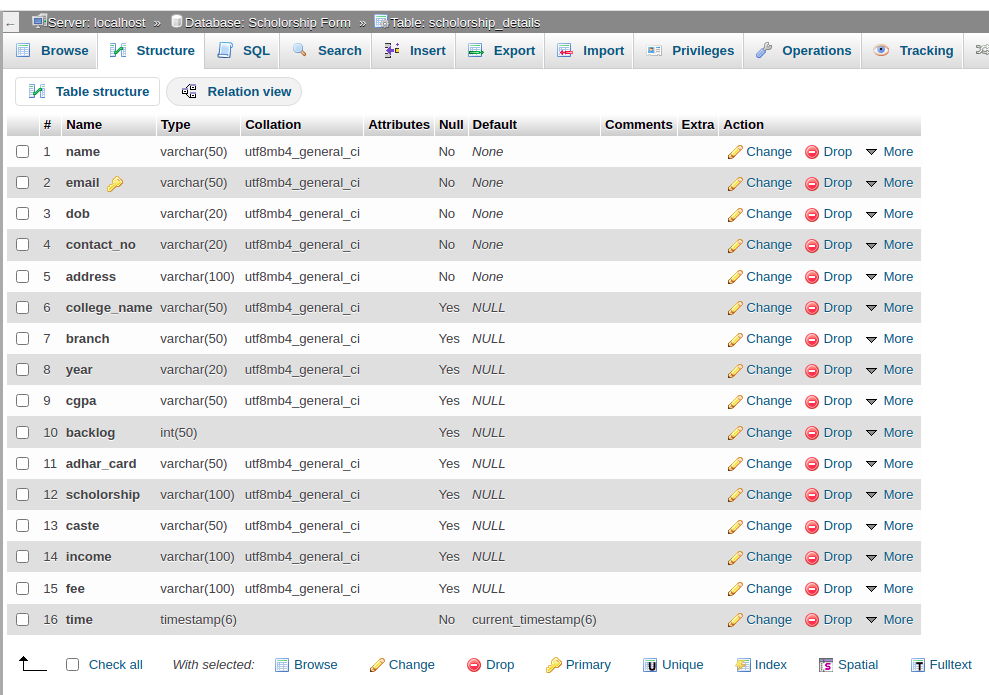 Server: localhost » Database: Scholorship Form » Table: scholorship_details
Browse Structure SQL Search Insert Export Import Privileges Operations Tracking
Table structure Relation view
# Name Type Collation Attributes Null Default Comments Extra Action
1 name varchar(50) utf8mb4_general_ci No None Change Drop More
2 email varchar(50) utf8mb4_general_ci No None Change Drop More
3 dob varchar(20) utf8mb4_general_ci No None Change Drop More
4 contact_no varchar(20) utf8mb4_general_ci No None Change Drop More
5 address varchar(100) utf8mb4_general_ci No None Change Drop More
6 college_name varchar(50) utf8mb4_general_ci Yes NULL Change Drop More
7 branch varchar(50) utf8mb4_general_ci Yes NULL Change Drop More
8 year varchar(20) utf8mb4_general_ci Yes NULL Change Drop More
9 cgpa varchar(50) utf8mb4_general_ci Yes NULL Change Drop More
10 backlog int(50) Yes NULL Change Drop More
11 adhar_card varchar(50) utf8mb4_general_ci Yes NULL Change Drop More
12 scholorship varchar(100) utf8mb4_general_ci Yes NULL Change Drop More
13 caste varchar(50) utf8mb4_general_ci Yes NULL Change Drop More
14 income varchar(100) utf8mb4_general_ci Yes NULL Change Drop More
15 fee varchar(100) utf8mb4_general_ci Yes NULL Change Drop More
16 time timestamp(6) No current_timestamp(6) Change Drop More
Check all With selected: Browse Change Drop Primary Unique Index Spatial Fulltext